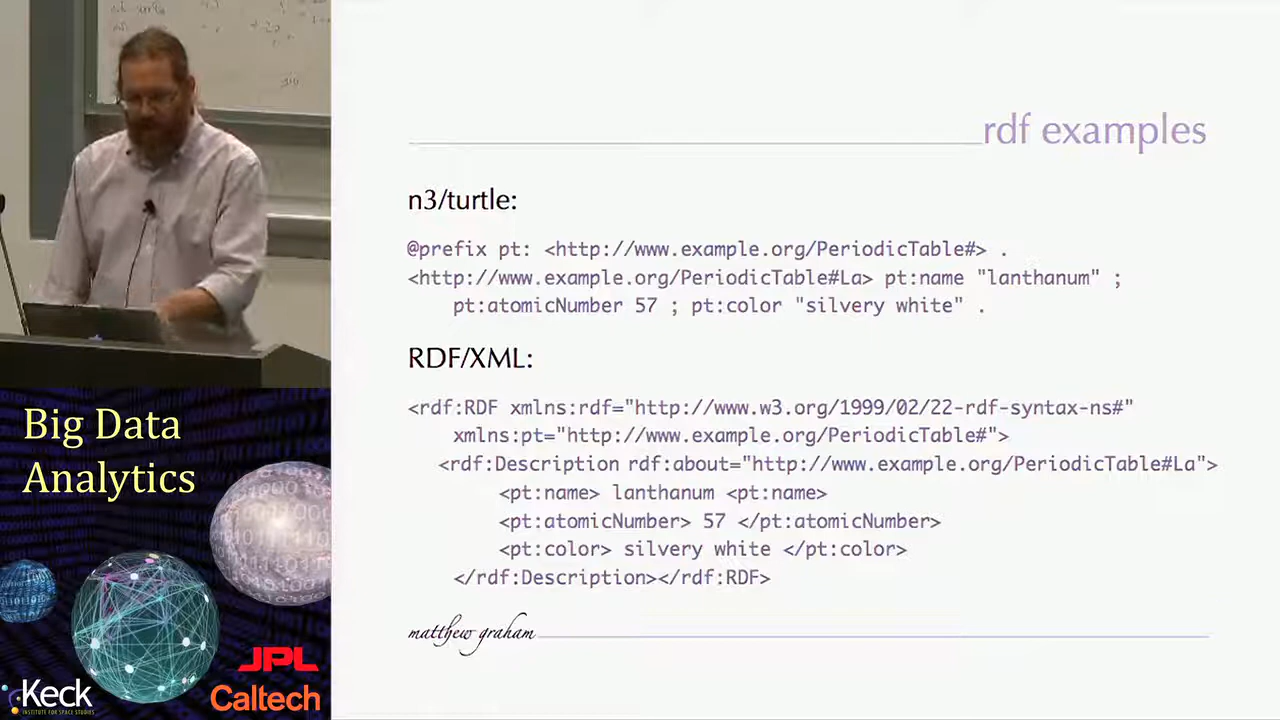 rdf examples
n3/turtle:
@prefix pt: <http://www.example.org/PeriodicTable#> .
<http://www.example.org/PeriodicTable#La> pt:name "lanthanum" ;
pt:atomicNumber 57 ; pt:color "silvery white" .
RDF/XML:
<rdf:RDF xmlns:rdf="http://www.w3.org/1999/02/22-rdf-syntax-ns#"
xmlns:pt="http://www.example.org/PeriodicTable#">
<rdf:Description rdf:about="http://www.example.org/PeriodicTable#La">
<pt:name> lanthanum <pt:name>
<pt:atomicNumber> 57 </pt:atomicNumber>
<pt:color> silvery white </pt:color>
</rdf:Description></rdf:RDF>
matthew graham
Big Data
Analytics
JPL
Keck
INSTITUTE FOR SPACE STUDIES
Caltech